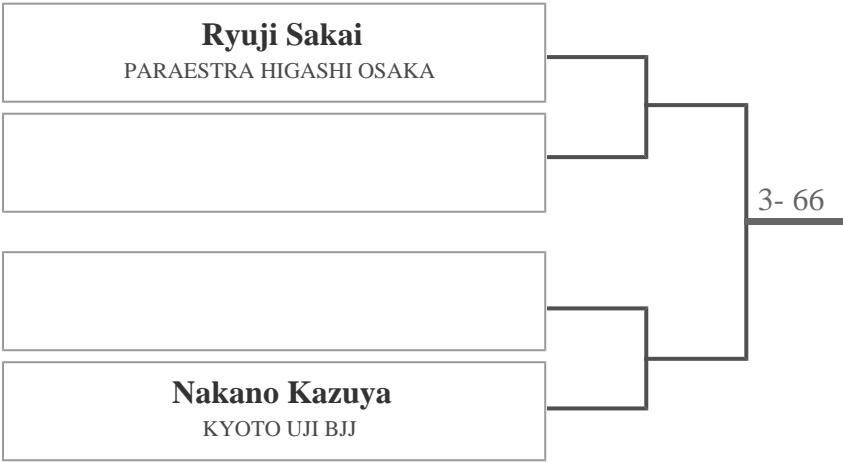 Ryuji Sakai
PARAESTRA HIGASHI OSAKA
3- 66
Nakano Kazuya
KYOTO UJI BJJ